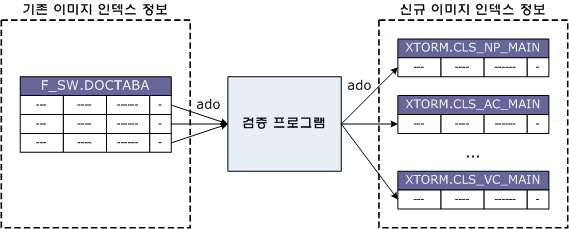 기존 이미지 인덱스 정보
신규 이미지 인덱스 정보
F_SW.DOCTABA
--- ---- ------ -
--- ---- ------ -
--- ---- ------ -
ado
검증 프로그램
ado
XTORM.CLS_NP_MAIN
--- ---- ------ -
XTORM.CLS_AC_MAIN
--- ---- ------ -
...
XTORM.CLS_VC_MAIN
--- ---- ------ -